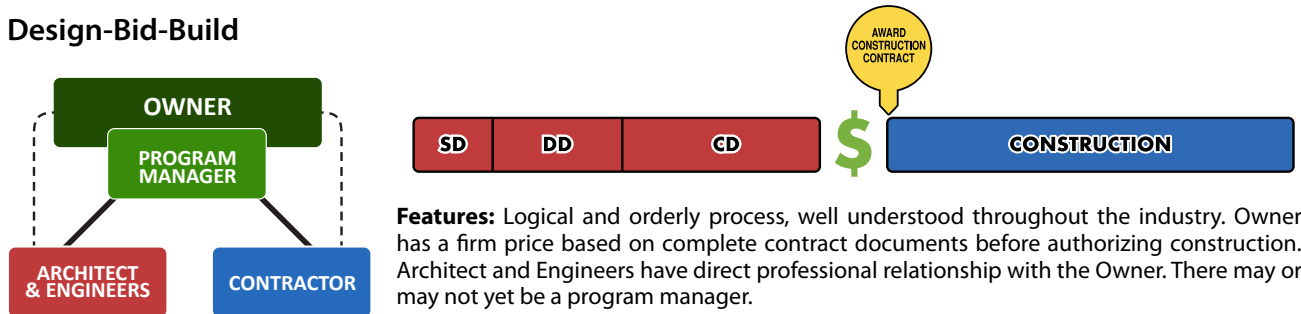 Design-Bid-Build
OWNER
PROGRAM
MANAGER
ARCHITECT
& ENGINEERS
CONTRACTOR
AWARD
CONSTRUCTION
CONTRACT
SD
DD
CD
$
CONSTRUCTION
Features: Logical and orderly process, well understood throughout the industry. Owner
has a firm price based on complete contract documents before authorizing construction.
Architect and Engineers have direct professional relationship with the Owner. There may or
may not yet be a program manager.